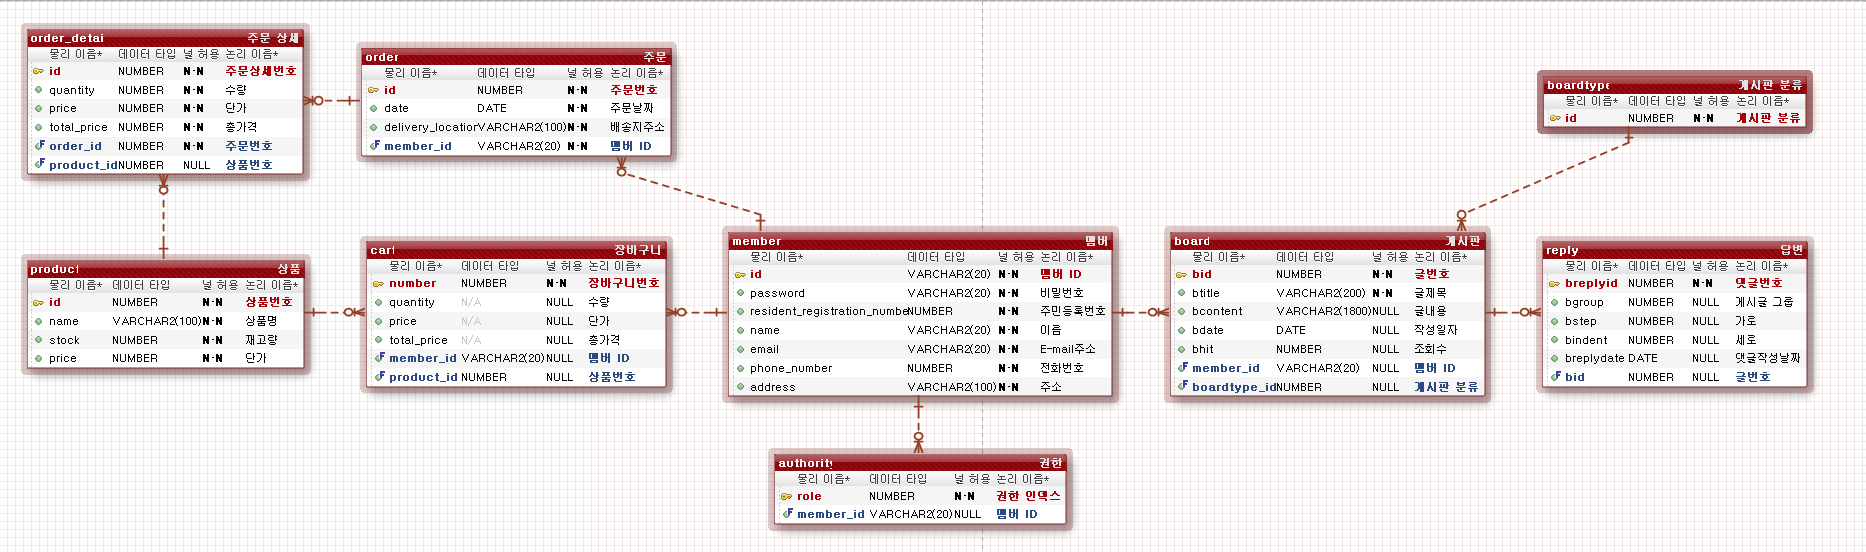 order_detai 주문 상세
물리 이름* 데이터 타입 널 허용 논리 이름*
id NUMBER N-N 주문상세번호
quantity NUMBER N-N 수량
price NUMBER N-N 단가
total_price NUMBER N-N 총가격
order_id NUMBER N-N 주문번호
product_id NUMBER NULL 상품번호
order 주문
물리 이름* 데이터 타입 널 허용 논리 이름*
id NUMBER N-N 주문번호
date DATE N-N 주문날짜
delivery_location VARCHAR2(100) N-N 배송지주소
member_id VARCHAR2(20) N-N 멤버 ID
boardtype 게시판 분류
물리 이름* 데이터 타입 널 허용 논리 이름*
id NUMBER N-N 게시판 분류
product 상품
물리 이름* 데이터 타입 널 허용 논리 이름*
id NUMBER N-N 상품번호
name VARCHAR2(100) N-N 상품명
stock NUMBER N-N 재고량
price NUMBER N-N 단가
cart 장바구니
물리 이름* 데이터 타입 널 허용 논리 이름*
number NUMBER N-N 장바구니번호
quantity N/A NULL 수량
price N/A NULL 단가
total_price N/A NULL 총가격
member_id VARCHAR2(20) NULL 멤버 ID
product_id NUMBER NULL 상품번호
member 멤버
물리 이름* 데이터 타입 널 허용 논리 이름*
id VARCHAR2(20) N-N 멤버 ID
password VARCHAR2(20) N-N 비밀번호
resident_registration_numbe NUMBER N-N 주민등록번호
name VARCHAR2(20) N-N 이름
email VARCHAR2(20) N-N E-mail주소
phone_number NUMBER N-N 전화번호
address VARCHAR2(100) N-N 주소
board 게시판
물리 이름* 데이터 타입 널 허용 논리 이름*
bid NUMBER N-N 글번호
btitle VARCHAR2(200) N-N 글제목
bcontent VARCHAR2(1800) NULL 글내용
bdate DATE NULL 작성일자
bhit NUMBER NULL 조회수
member_id VARCHAR2(20) NULL 멤버 ID
boardtype_id NUMBER NULL 게시판 분류
reply 답변
물리 이름* 데이터 타입 널 허용 논리 이름*
breplyid NUMBER N-N 댓글번호
bgroup NUMBER NULL 게시글 그룹
bstep NUMBER NULL 가로
bindent NUMBER NULL 세로
breplydate DATE NULL 댓글작성날짜
bid NUMBER NULL 글번호
authority 권한
물리 이름* 데이터 타입 널 허용 논리 이름*
role NUMBER N-N 권한 인덱스
member_id VARCHAR2(20) NULL 멤버 ID